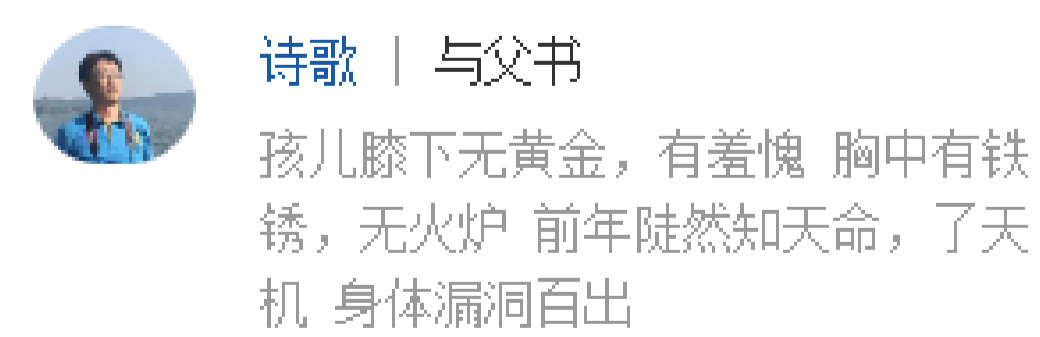 诗歌 | 与父书
孩儿膝下无黄金，有羞愧 胸中有铁
锈，无火炉 前年陡然知天命，了天
机 身体漏洞百出